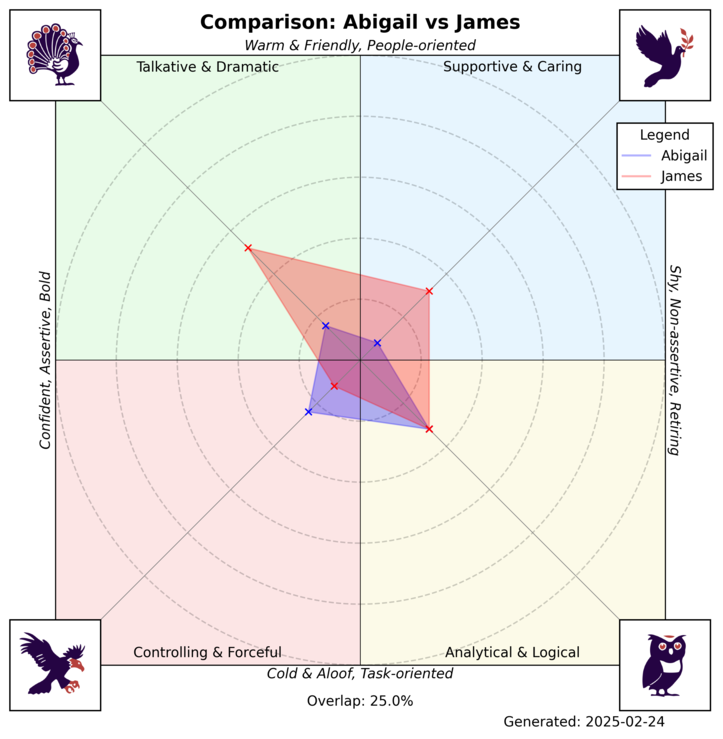 Comparison: Abigail vs James
Warm & Friendly, People-oriented
Talkative & Dramatic
Supportive & Caring
Legend
Abigail
James
Confident, Assertive, Bold
Shy, Non-assertive, Retiring
Controlling & Forceful
Analytical & Logical
Cold & Aloof, Task-oriented
Overlap: 25.0%
Generated: 2025-02-24